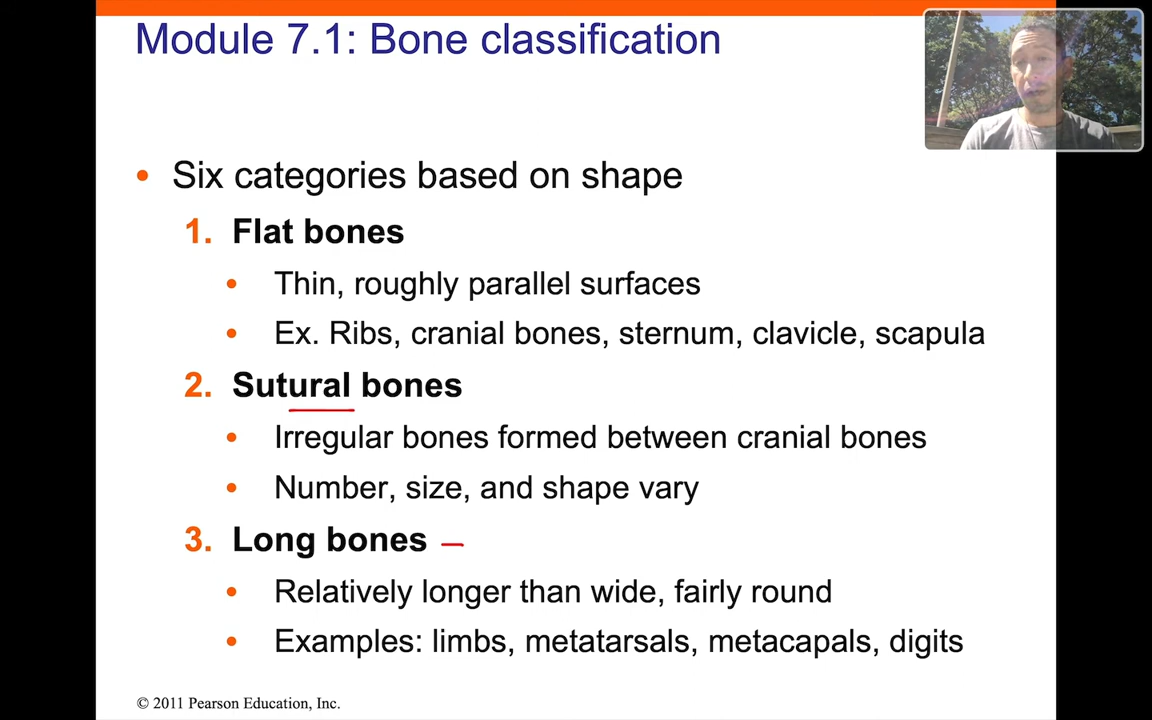 Module 7.1: Bone classification
• Six categories based on shape
1. Flat bones
• Thin, roughly parallel surfaces
• Ex. Ribs, cranial bones, sternum, clavicle, scapula
2. Sutural bones
• Irregular bones formed between cranial bones
• Number, size, and shape vary
3. Long bones
• Relatively longer than wide, fairly round
• Examples: limbs, metatarsals, metacapals, digits
© 2011 Pearson Education, Inc.